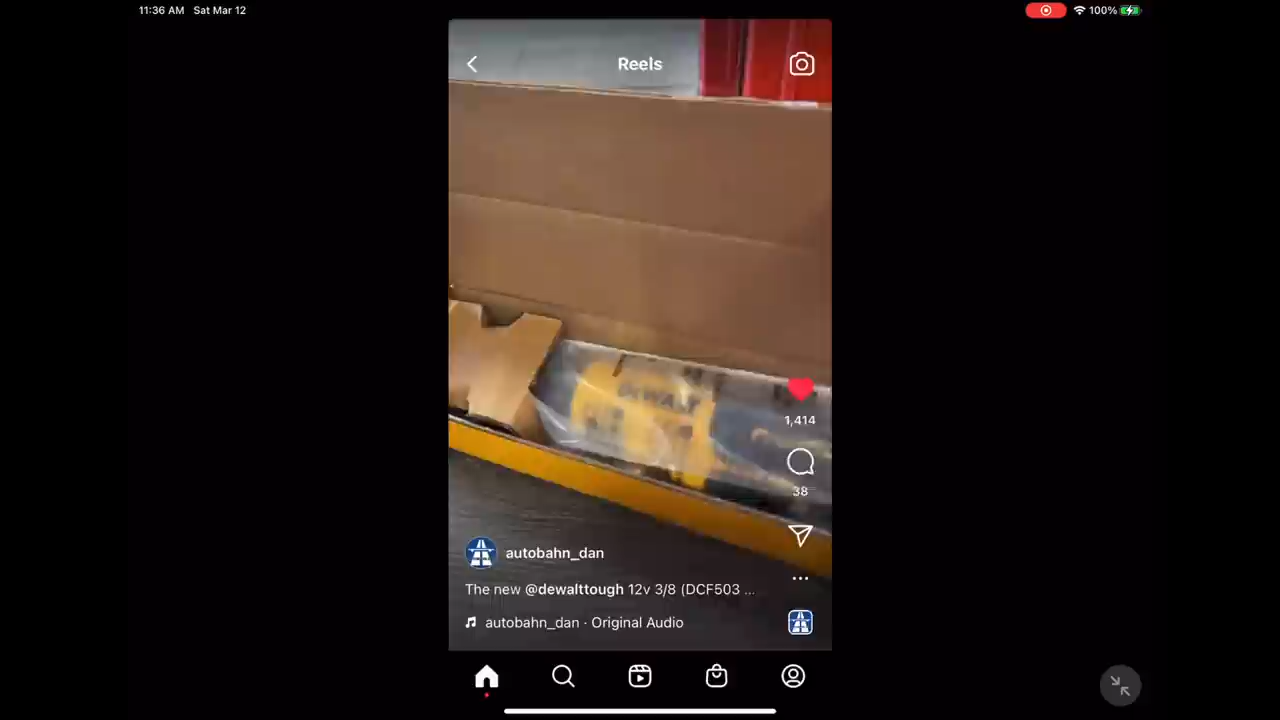 11:36 AM Sat Mar 12
100%
Reels
DEWALT
1,414
38
autobahn_dan
The new @dewalttough 12v 3/8 (DCF503 ...
autobahn_dan · Original Audio